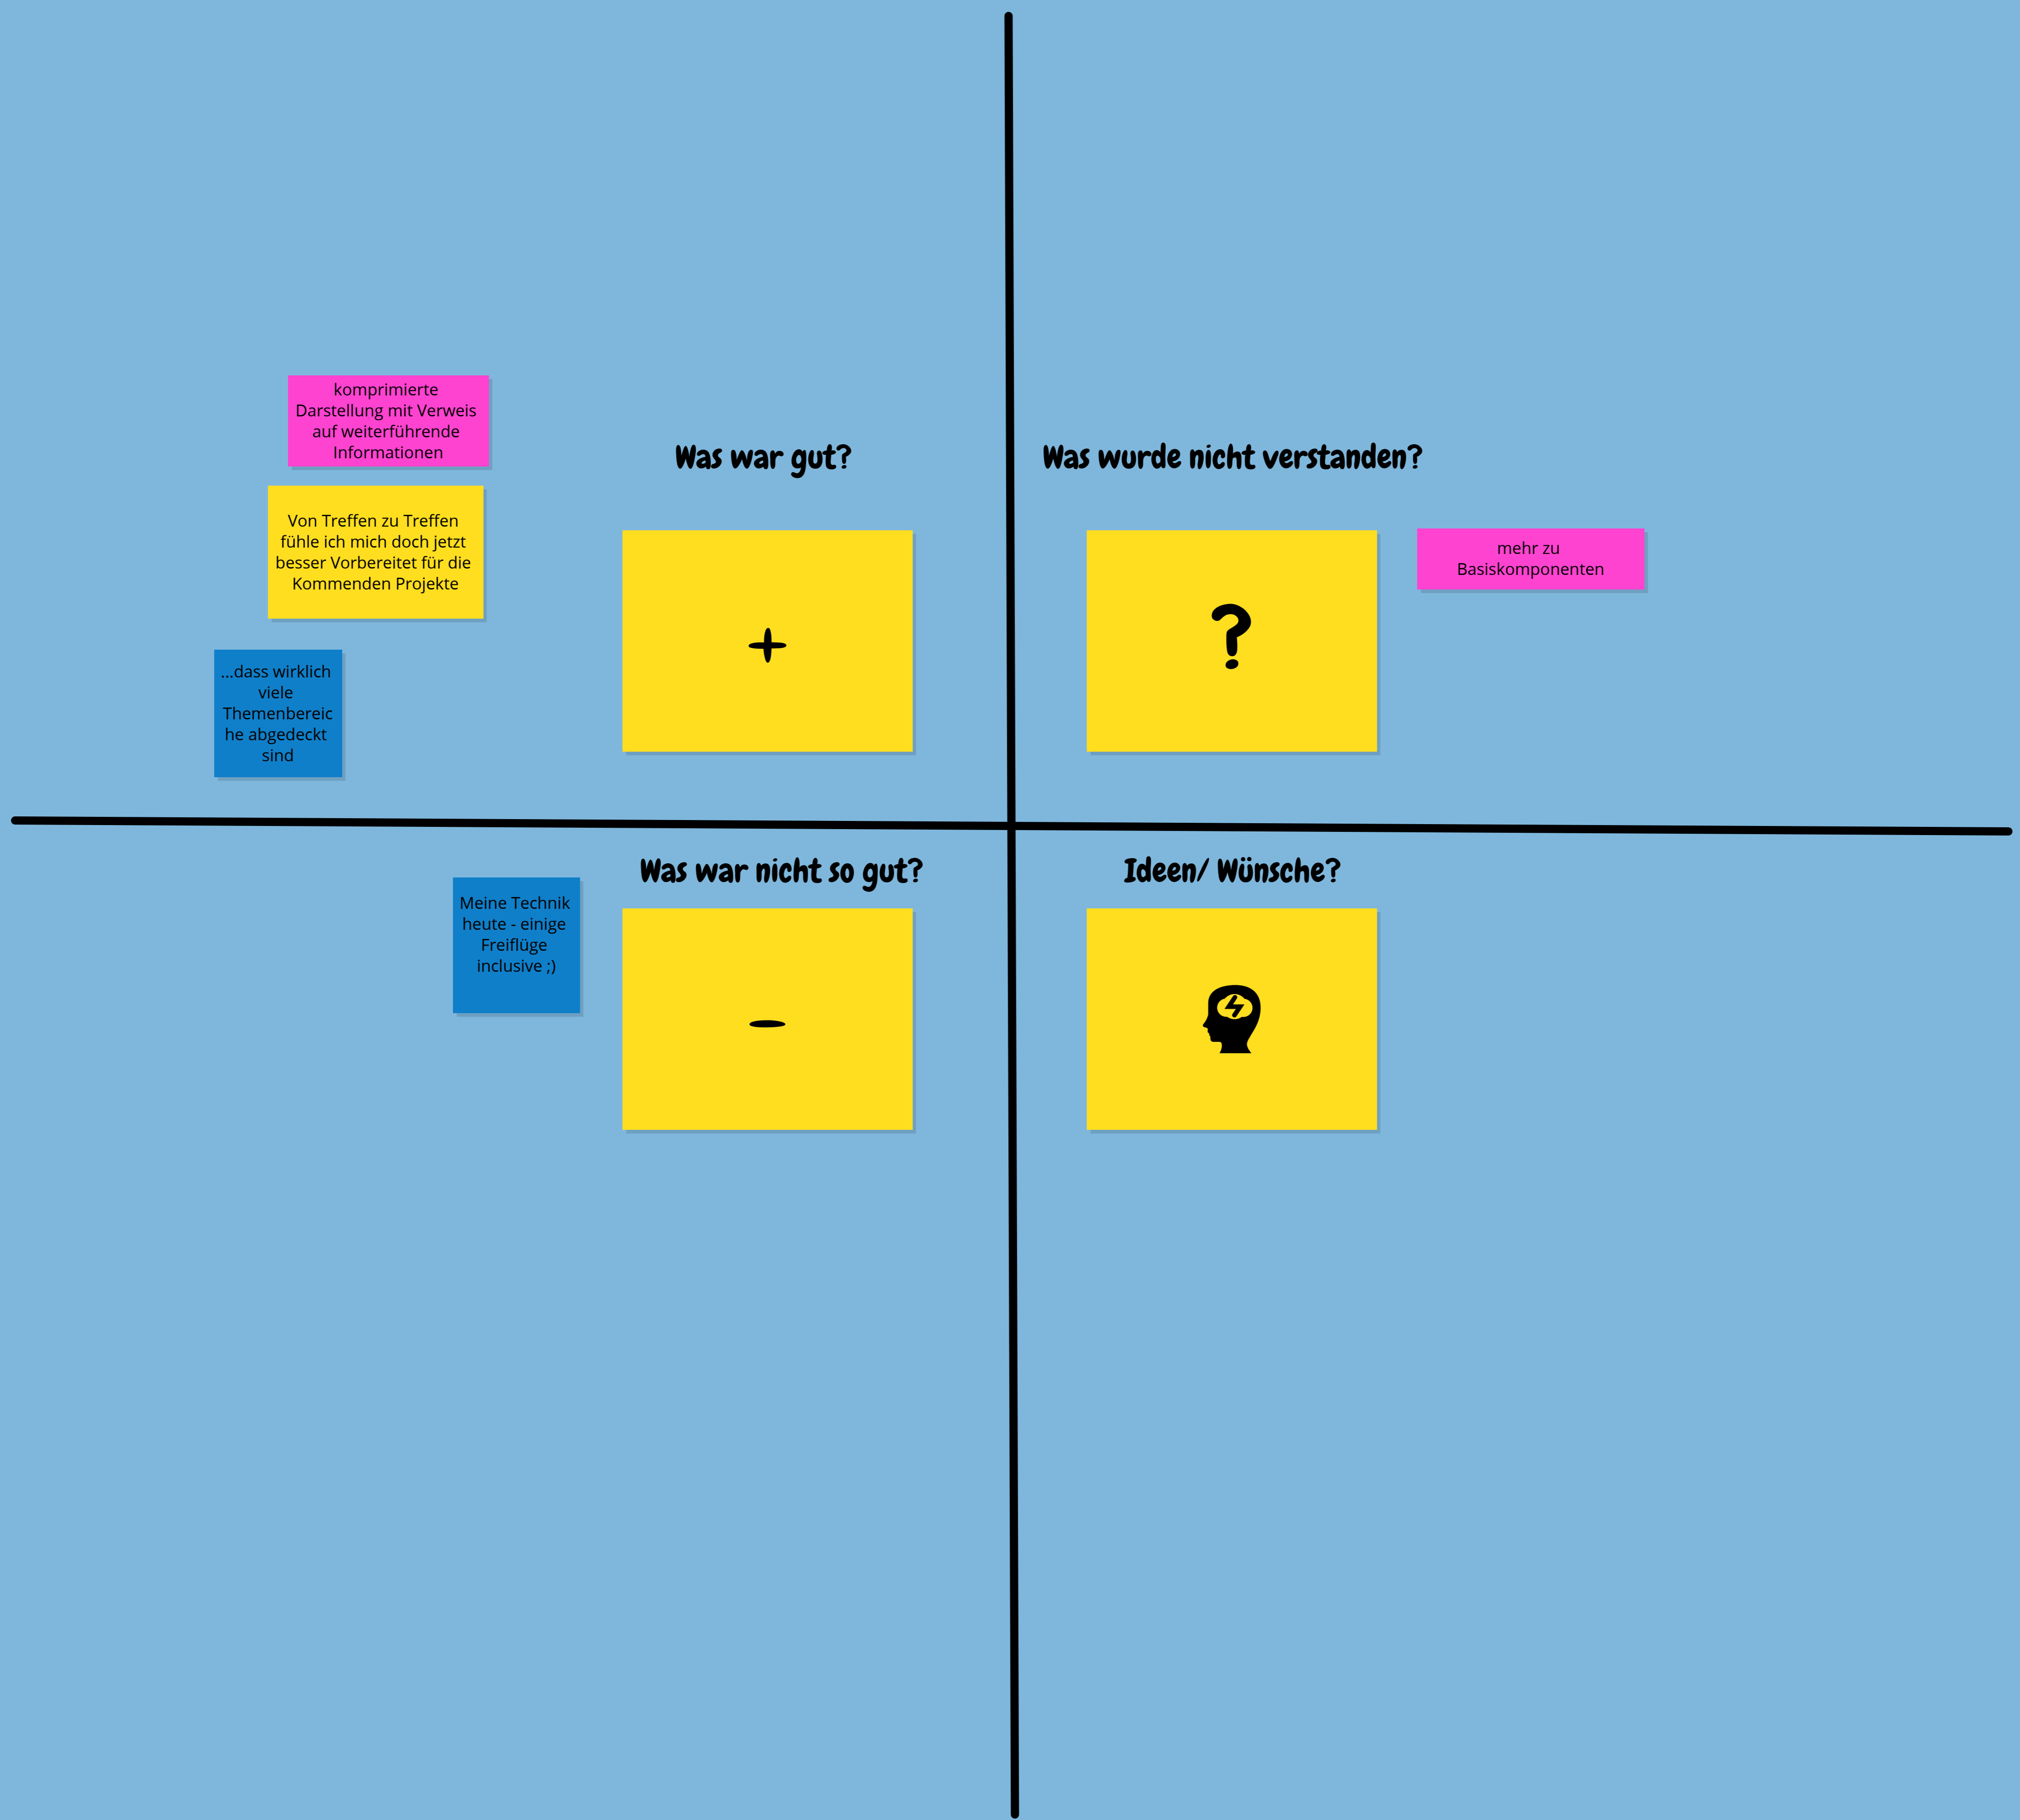 komprimierte
Darstellung mit Verweis
auf weiterführende
Informationen
Von Treffen zu Treffen
fühle ich mich doch jetzt
besser Vorbereitet für die
Kommenden Projekte
...dass wirklich
viele
Themenbereic
he abgedeckt
sind
Was war gut?
+
Was wurde nicht verstanden?
?
mehr zu
Basiskomponenten
Meine Technik
heute - einige
Freiflüge
inclusive ;)
Was war nicht so gut?
-
Ideen/ Wünsche?